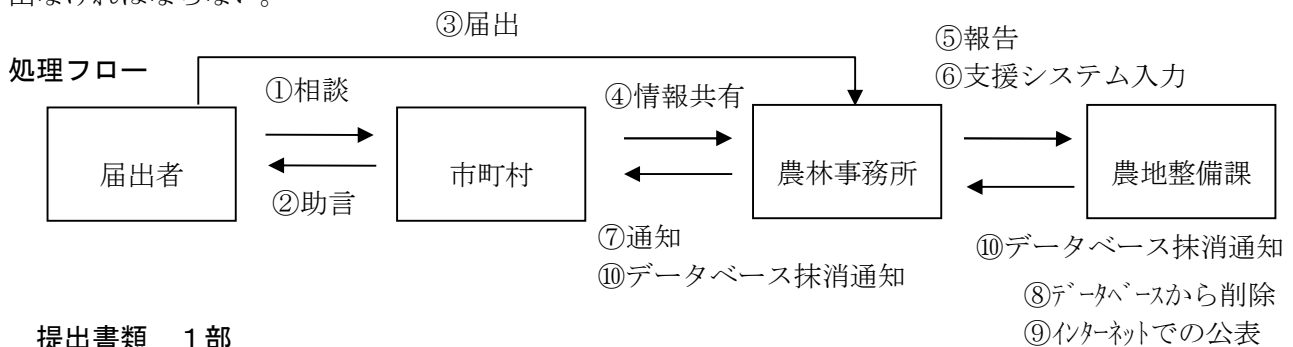 出なければならない。
③届出
⑤報告
処理フロー
⑥支援システム入力
①相談
④情報共有
届出者
市町村
農林事務所
農地整備課
②助言
⑦通知
⑩データベース抹消通知
⑩データベース抹消通知
⑧データベースから削除
⑨インターネットでの公表
提出書類　１部